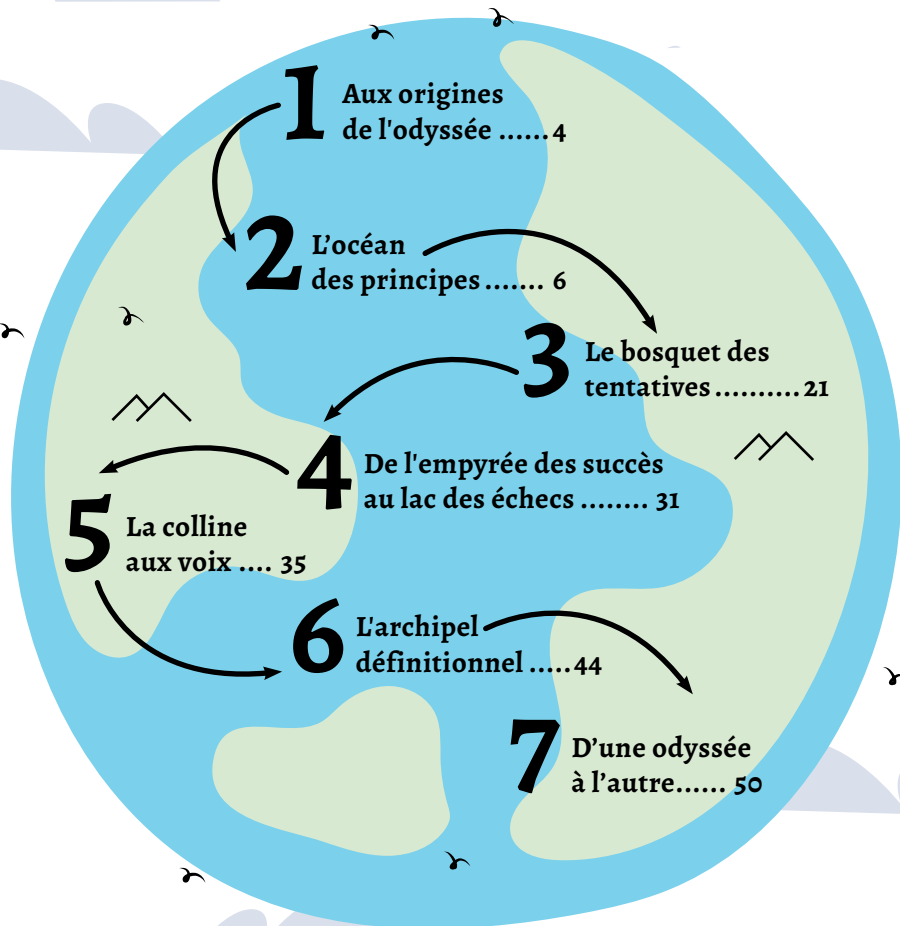 1 Aux origines
de l'odyssée ......4
2 L’océan
des principes....... 6
3 Le bosquet des
tentatives..........21
4 De l'empyrée des succès
au lac des échecs ........ 31
5 La colline
aux voix .... 35
6 L'archipel
définitionnel .....44
7 D’une odyssée
à l’autre...... 50